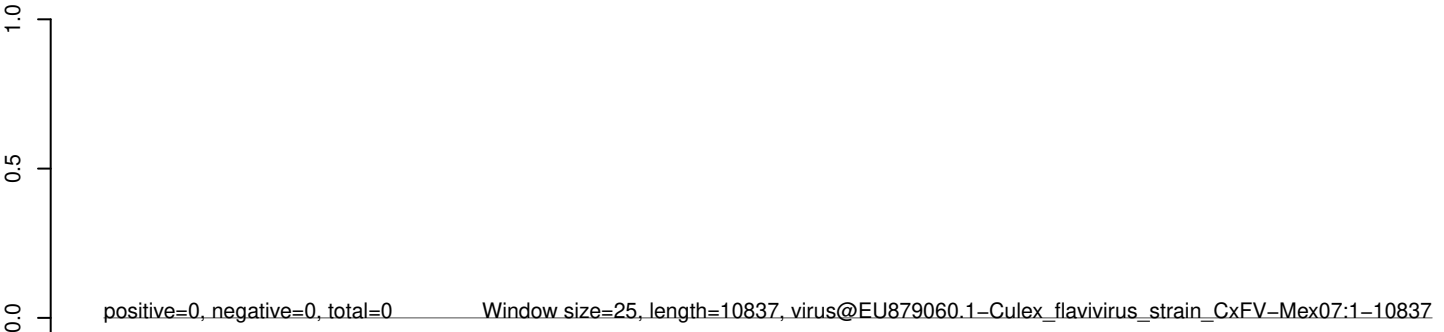 1.0
0.5
0.0
positive=0, negative=0, total=0 Window size=25, length=10837, virus@EU879060.1−Culex_flavivirus_strain_CxFV−Mex07:1−10837